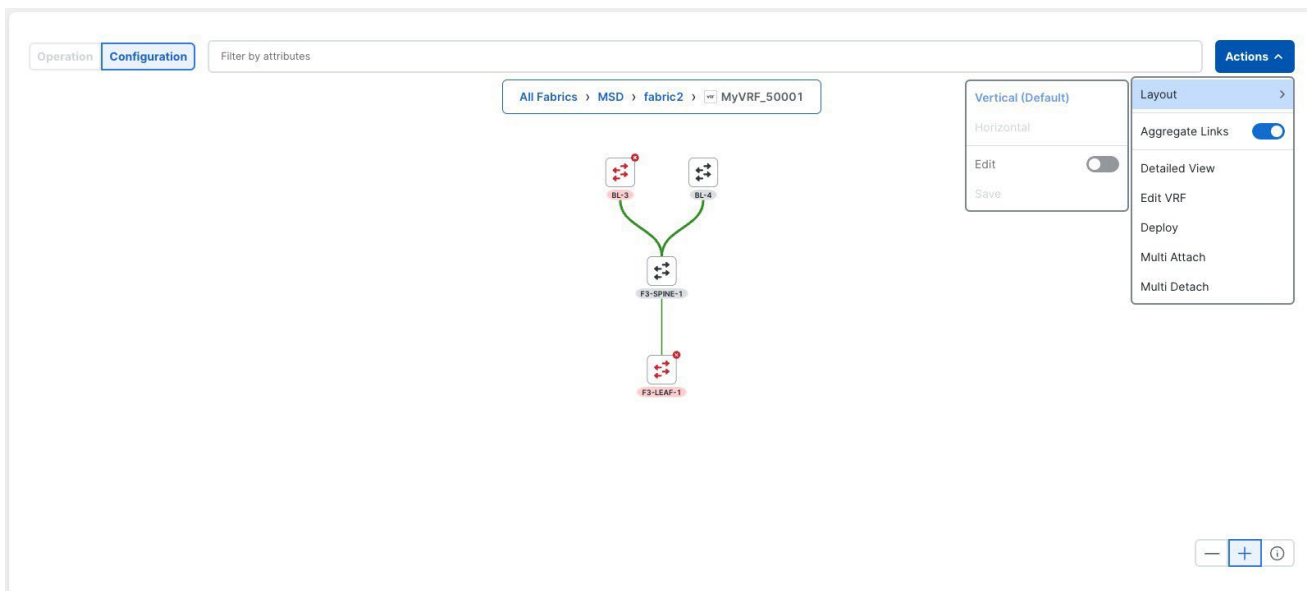 Operation
Configuration
Filter by attributes
Actions
All Fabrics > MSD > fabric2 > VRF MyVRF_50001
Vertical (Default)
Horizontal
Edit
Save
Layout
Aggregate Links
Detailed View
Edit VRF
Deploy
Multi Attach
Multi Detach
BL-3
BL-4
F3-SPINE-1
F3-LEAF-1